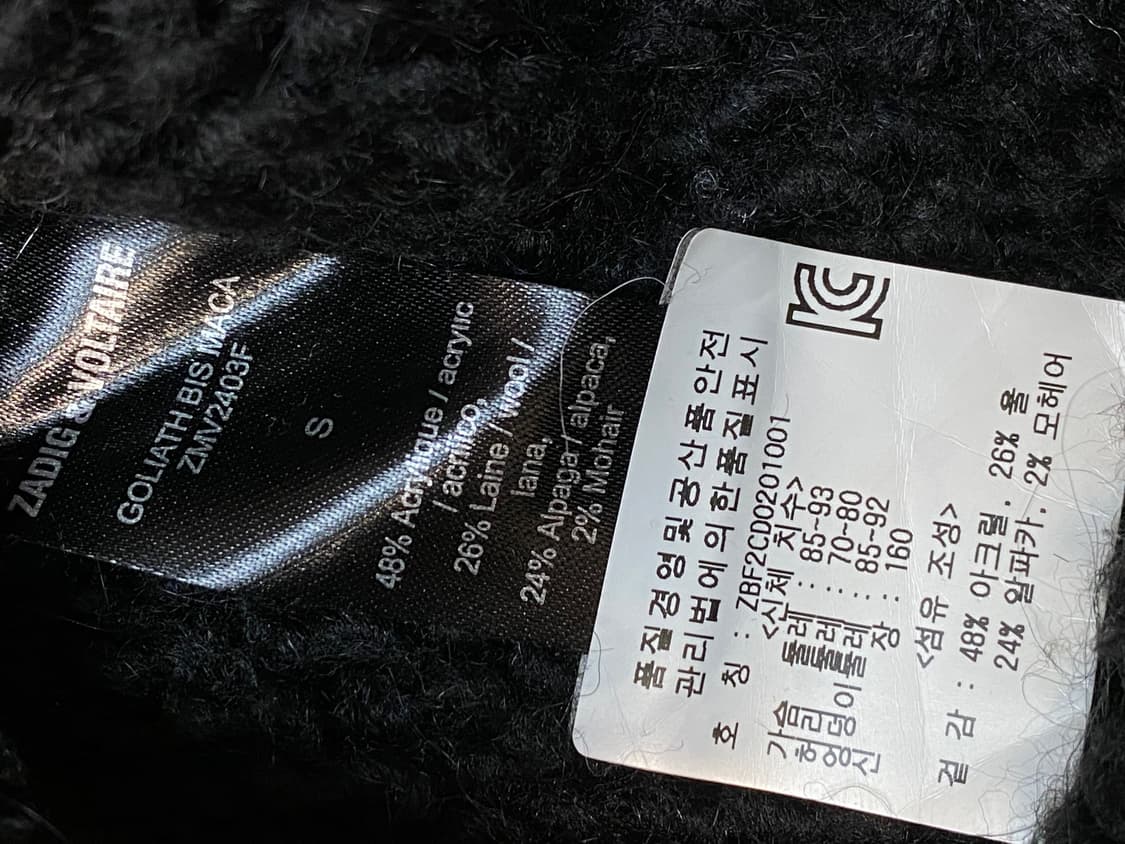 ZADIG & VOLTAIRE
GOLIATH BIS MACA
ZMV2403F
S
48% Acrylique / acrylic
/ acrílico,
26% Laine / wool /
lana,
24% Alpaga / alpaca,
2% Mohair
품질경영 및 공산품안전
관리법에 의한 품질표시
호 칭 : ZBF2CD0201001
<신체 치수>
가슴둘레 : 85~93
허리둘레 : 70~80
엉덩이둘레 : 85~92
신 장 : 160
<섬유 조성>
겉 감 : 48% 아크릴. 26% 울
24% 알파카. 2% 모헤어